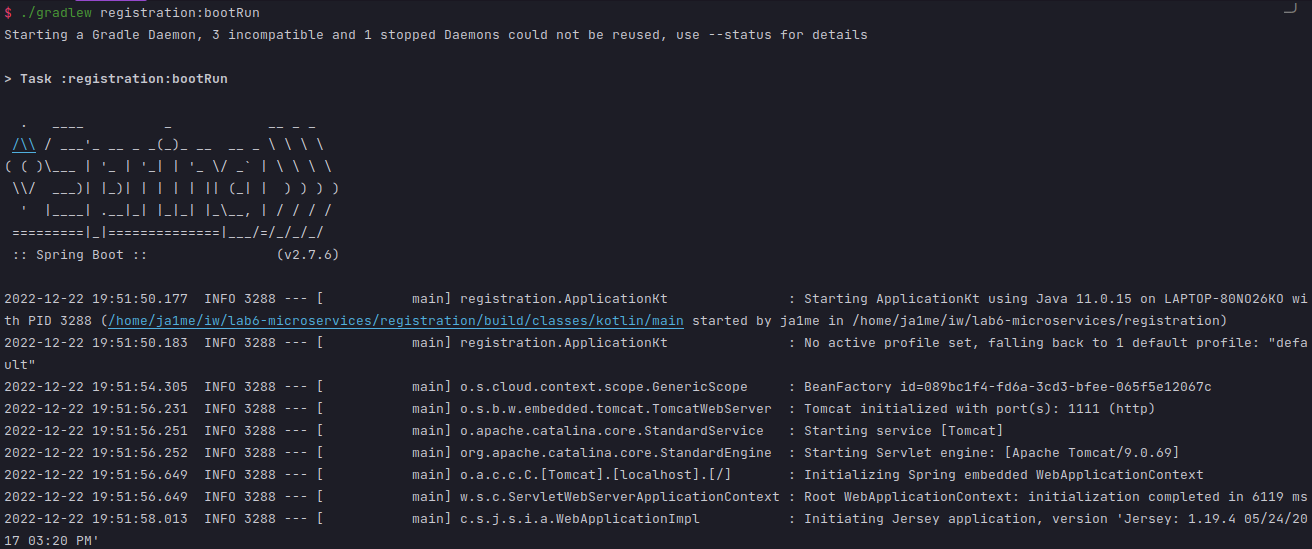 $ ./gradlew registration:bootRun
Starting a Gradle Daemon, 3 incompatible and 1 stopped Daemons could not be reused, use --status for details
> Task :registration:bootRun
  .   ____          _            __ _ _
 /\\ / ___'_ __ _ _(_)_ __  __ _ \ \ \ \
( ( )\___ | '_ | '_| | '_ \/ _` | \ \ \ \
 \\/  ___)| |_)| | | | | || (_| |  ) ) ) )
  '  |____| .__|_| |_|_| |_\__, | / / / /
 =========|_|==============|___/=/_/_/_/
 :: Spring Boot ::                (v2.7.6)
2022-12-22 19:51:50.177  INFO 3288 --- [           main] registration.ApplicationKt               : Starting ApplicationKt using Java 11.0.15 on LAPTOP-80NO26KO wi
th PID 3288 (/home/ja1me/iw/lab6-microservices/registration/build/classes/kotlin/main started by ja1me in /home/ja1me/iw/lab6-microservices/registration)
2022-12-22 19:51:50.183  INFO 3288 --- [           main] registration.ApplicationKt               : No active profile set, falling back to 1 default profile: "defa
ult"
2022-12-22 19:51:54.305  INFO 3288 --- [           main] o.s.cloud.context.scope.GenericScope     : BeanFactory id=089bc1f4-fd6a-3cd3-bfee-065f5e12067c
2022-12-22 19:51:56.231  INFO 3288 --- [           main] o.s.b.w.embedded.tomcat.TomcatWebServer  : Tomcat initialized with port(s): 1111 (http)
2022-12-22 19:51:56.251  INFO 3288 --- [           main] o.apache.catalina.core.StandardService   : Starting service [Tomcat]
2022-12-22 19:51:56.252  INFO 3288 --- [           main] org.apache.catalina.core.StandardEngine  : Starting Servlet engine: [Apache Tomcat/9.0.69]
2022-12-22 19:51:56.649  INFO 3288 --- [           main] o.a.c.c.C.[Tomcat].[localhost].[/]       : Initializing Spring embedded WebApplicationContext
2022-12-22 19:51:56.649  INFO 3288 --- [           main] w.s.c.ServletWebServerApplicationContext : Root WebApplicationContext: initialization completed in 6119 ms
2022-12-22 19:51:58.013  INFO 3288 --- [           main] c.s.j.s.i.a.WebApplicationImpl           : Initiating Jersey application, version 'Jersey: 1.19.4 05/24/20
17 03:20 PM'